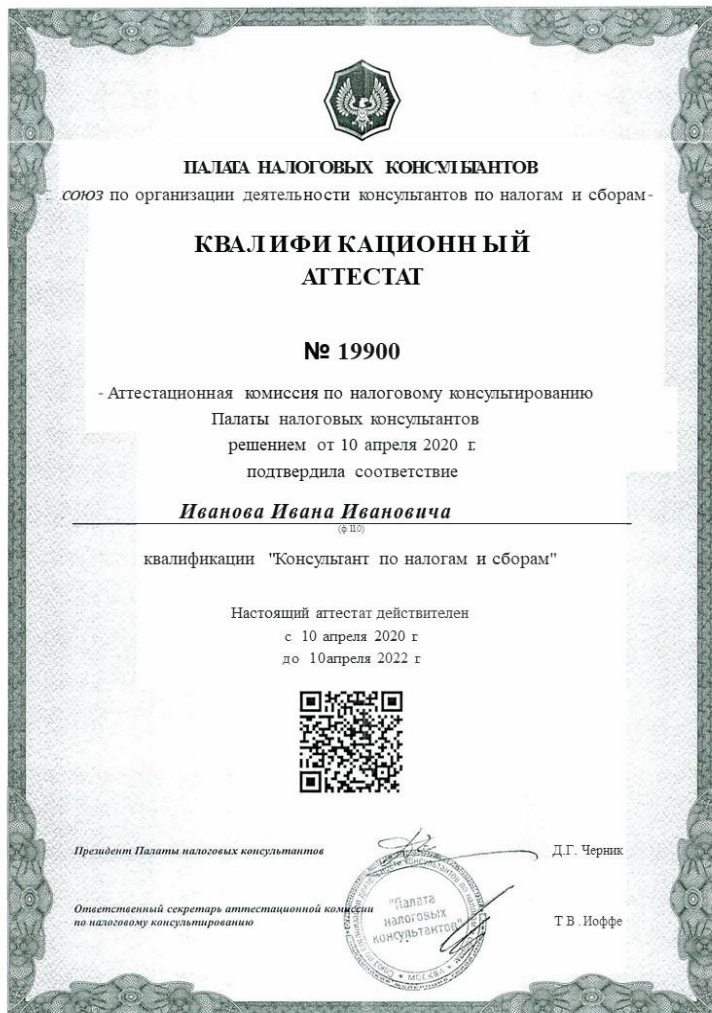 ПАЛАТА НАЛОГОВЫХ КОНСУЛЬТАНТОВ
союз по организации деятельности консультантов по налогам и сборам-
КВАЛИФИКАЦИОННЫЙ
АТТЕСТАТ
№ 19900
- Аттестационная комиссия по налоговому консультированию
Палаты налоговых консультантов
решением от 10 апреля 2020 г.
подтвердила соответствие
Иванова Ивана Ивановича
квалификации "Консультант по налогам и сборам"
Настоящий аттестат действителен
с 10 апреля 2020 г
до 10апреля 2022 г
Президент Палаты налоговых консультантов
Д.Г. Черник
Ответственный секретарь аттестационной комиссии
по налоговому консультированию
Т В .Иоффе
"Палата
налоговых
консультантов"
МОСКВА